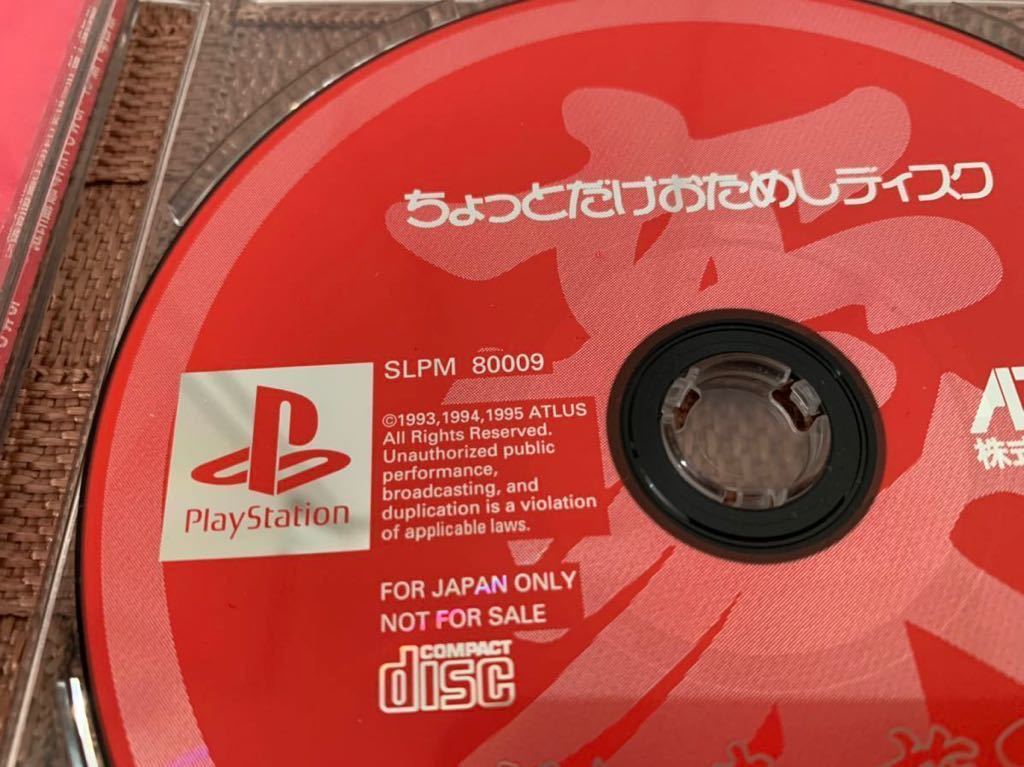 ちょっとだけおためしディスク
SLPM 80009
©1993,1994,1995 ATLUS
All Rights Reserved.
Unauthorized public
performance,
broadcasting, and
duplication is a violation
of applicable laws.
PlayStation
FOR JAPAN ONLY
NOT FOR SALE
COMPACT
disc
株式